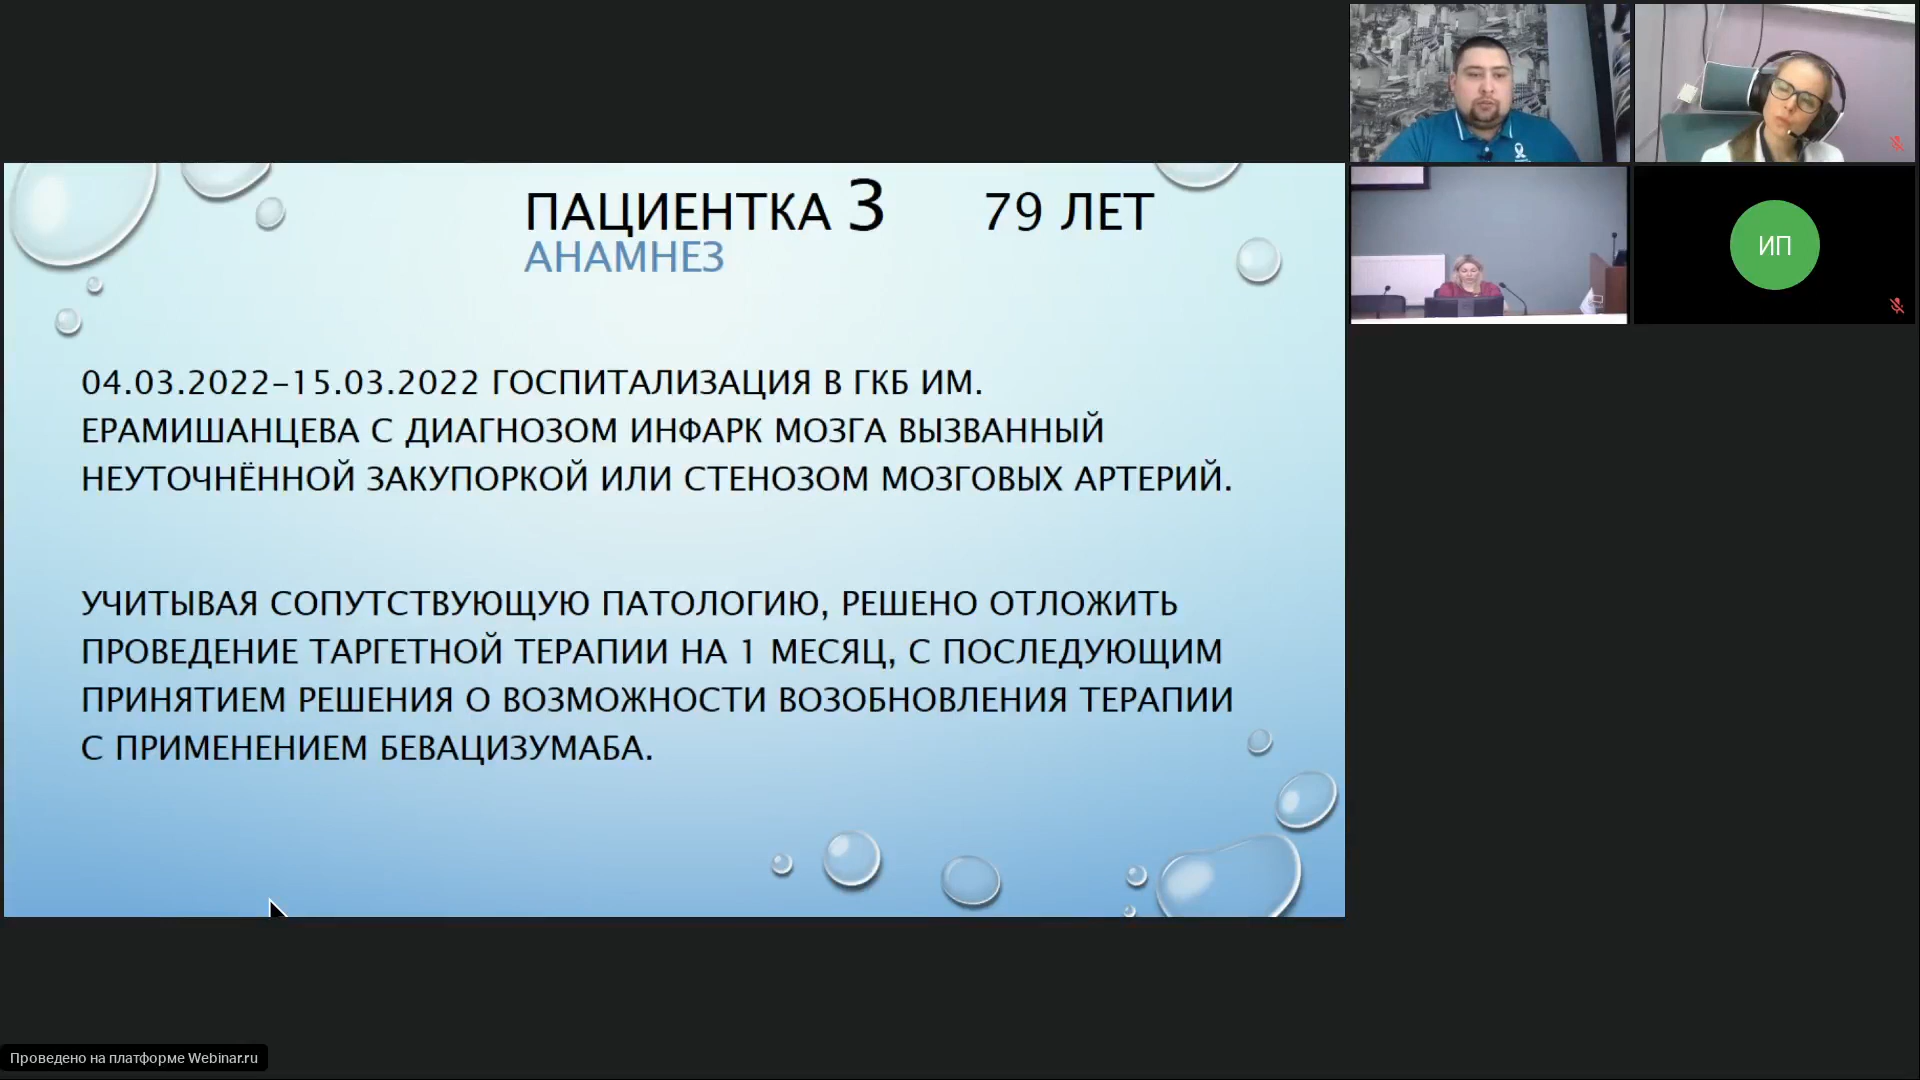 ПАЦИЕНТКА 3 79 ЛЕТ
АНАМНЕЗ
04.03.2022–15.03.2022 ГОСПИТАЛИЗАЦИЯ В ГКБ ИМ.
ЕРАМИШАНЦЕВА С ДИАГНОЗОМ ИНФАРК МОЗГА ВЫЗВАННЫЙ
НЕУТОЧНЁННОЙ ЗАКУПОРКОЙ ИЛИ СТЕНОЗОМ МОЗГОВЫХ АРТЕРИЙ.
УЧИТЫВАЯ СОПУТСТВУЮЩУЮ ПАТОЛОГИЮ, РЕШЕНО ОТЛОЖИТЬ
ПРОВЕДЕНИЕ ТАРГЕТНОЙ ТЕРАПИИ НА 1 МЕСЯЦ, С ПОСЛЕДУЮЩИМ
ПРИНЯТИЕМ РЕШЕНИЯ О ВОЗМОЖНОСТИ ВОЗОБНОВЛЕНИЯ ТЕРАПИИ
С ПРИМЕНЕНИЕМ БЕВАЦИЗУМАБА.
ИП
Проведено на платформе Webinar.ru